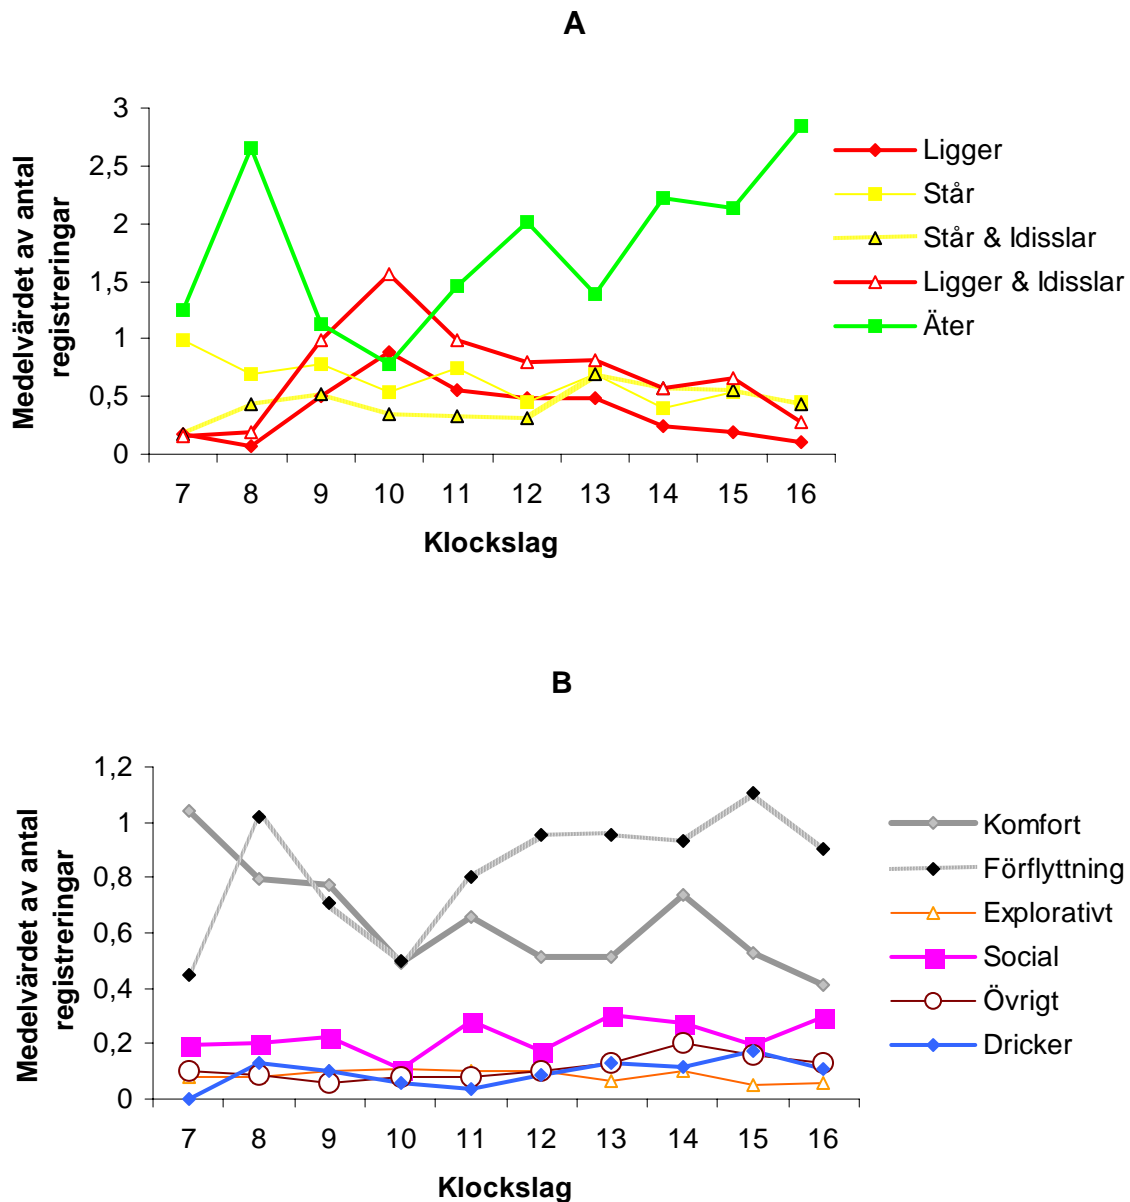 A
Medelvärdet av antal
registreringar
3
2,5
2
1,5
1
0,5
0
7 8 9 10 11 12 13 14 15 16
Klockslag
Ligger
Står
Står & Idisslar
Ligger & Idisslar
Äter
B
Medelvärdet av antal
registreringar
1,2
1
0,8
0,6
0,4
0,2
0
7 8 9 10 11 12 13 14 15 16
Klockslag
Komfort
Förflyttning
Explorativt
Social
Övrigt
Dricker